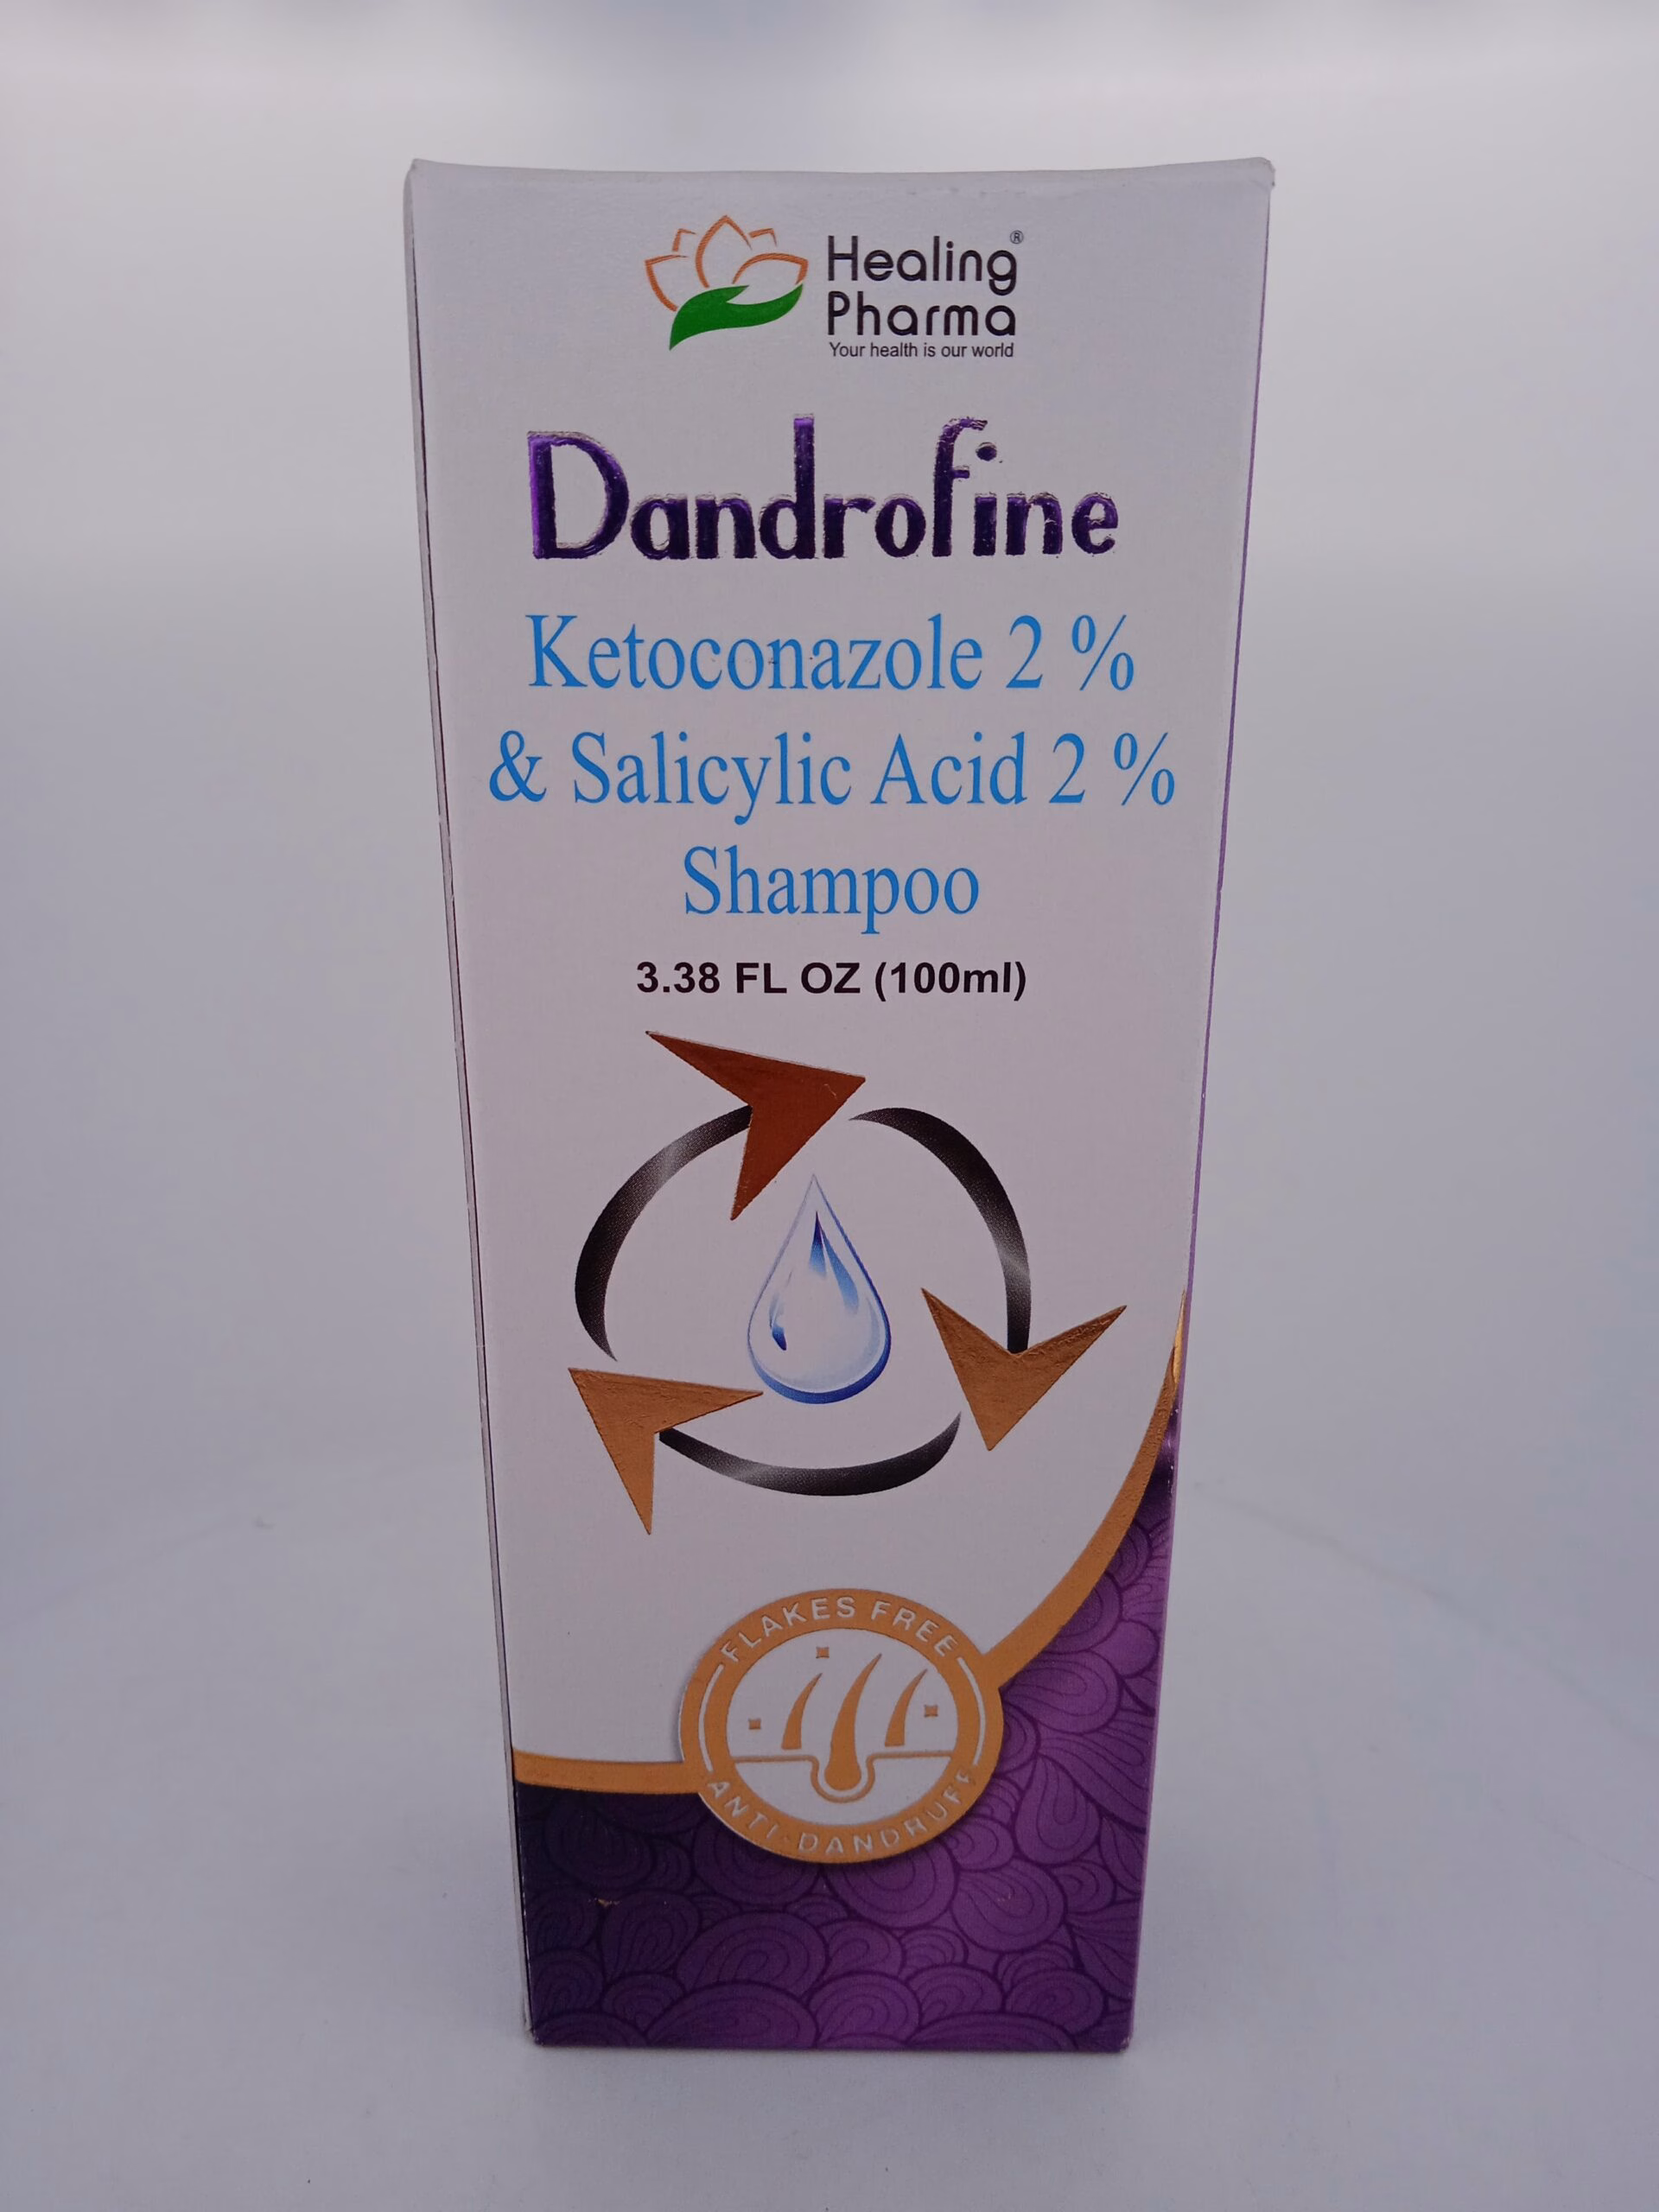 Healing®
Pharma
Your health is our world
Dandrofine
Ketoconazole 2 %
& Salicylic Acid 2 %
Shampoo
3.38 FL OZ (100ml)
FLAKES FREE
ANTI-DANDRUFF